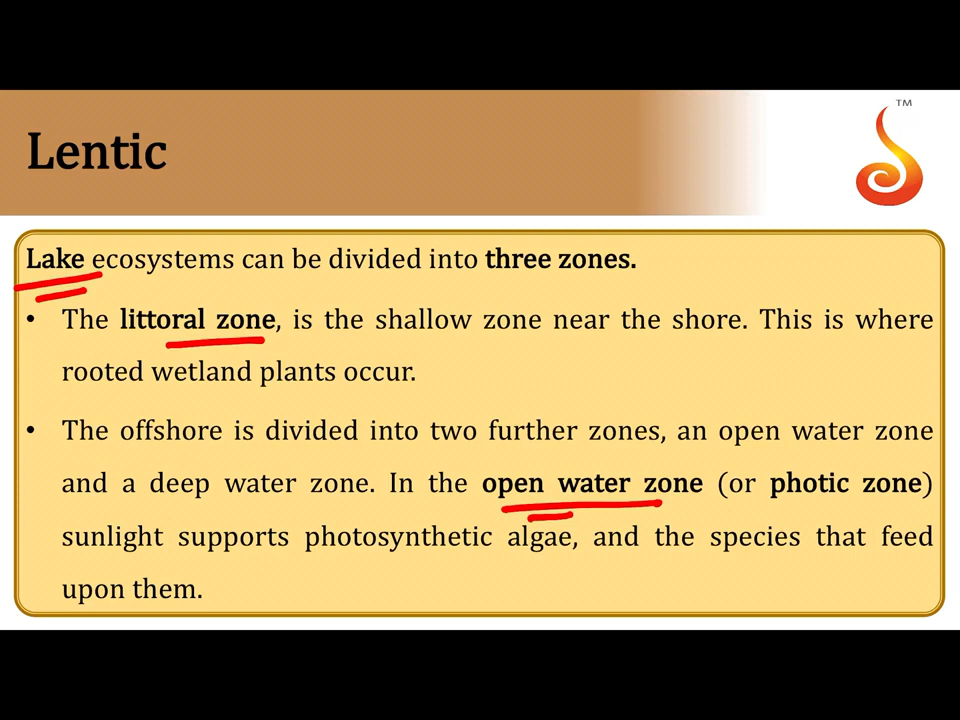 TM
Lentic
Lake ecosystems can be divided into three zones.
• The littoral zone, is the shallow zone near the shore. This is where
rooted wetland plants occur.
• The offshore is divided into two further zones, an open water zone
and a deep water zone. In the open water zone (or photic zone)
sunlight supports photosynthetic algae, and the species that feed
upon them.